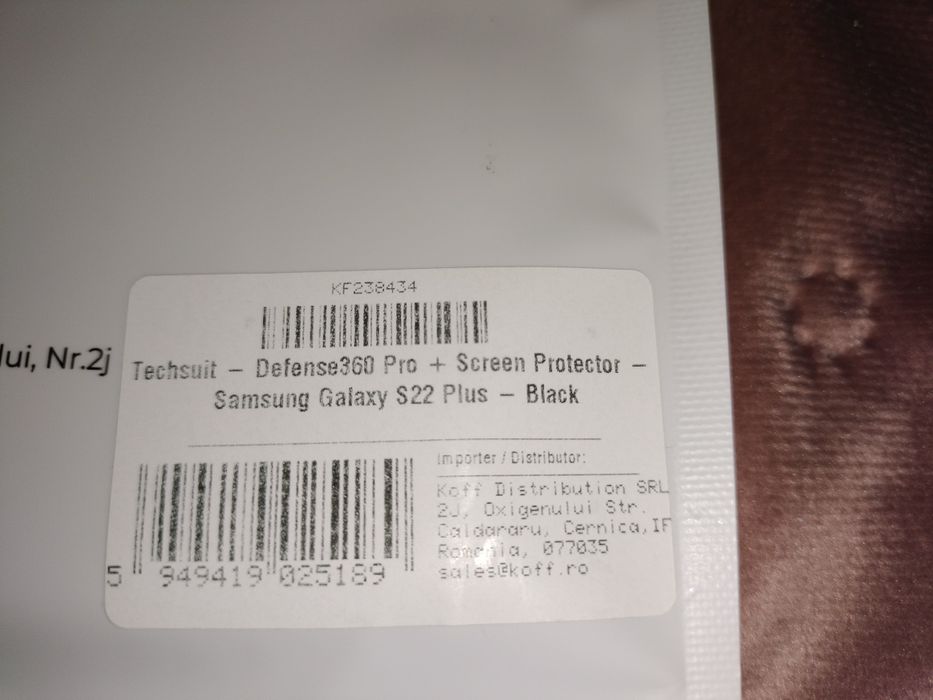 KF238434
lui, Nr.2j
Techsuit – Defense360 Pro + Screen Protector –
Samsung Galaxy S22 Plus – Black
Importer / Distributor:
Koff Distribution SRL
2J, Oxigenului Str.
Caldararu, Cernica,IF
Romania, 077035
sales@koff.ro
5 949419 025189